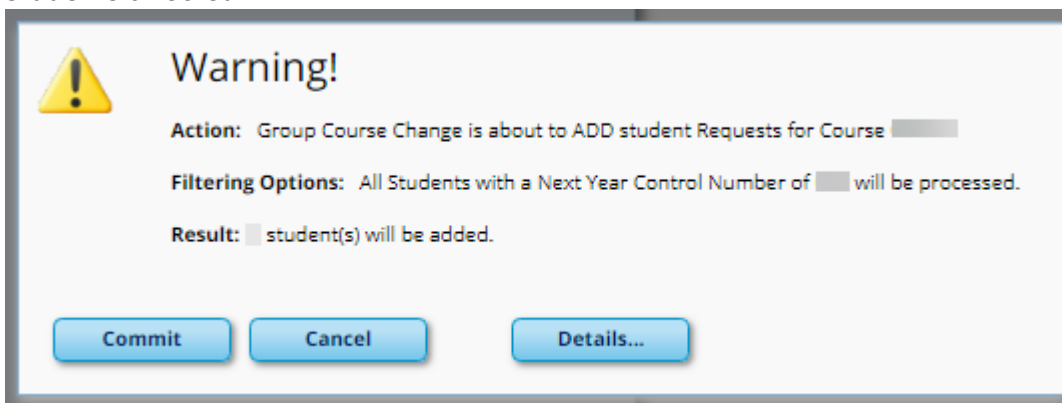 Warning!
Action: Group Course Change is about to ADD student Requests for Course
Filtering Options: All Students with a Next Year Control Number of will be processed.
Result: student(s) will be added.
Commit Cancel Details...